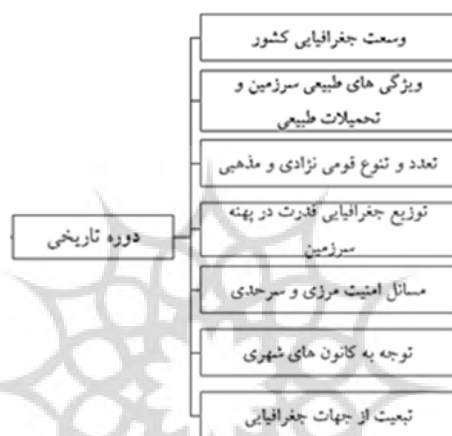 وسعت جغرافیایی کشور
ویژگی های طبیعی سرزمین و
تحمیلات طبیعی
تعدد و تنوع قومی نژادی و مذهبی
توزیع جغرافیایی قدرت در پهنه
سرزمین
دوره تاریخی
مسائل امنیت مرزی و سرحدی
توجه به کانون های شهری
تبعیت از جهات جغرافیایی